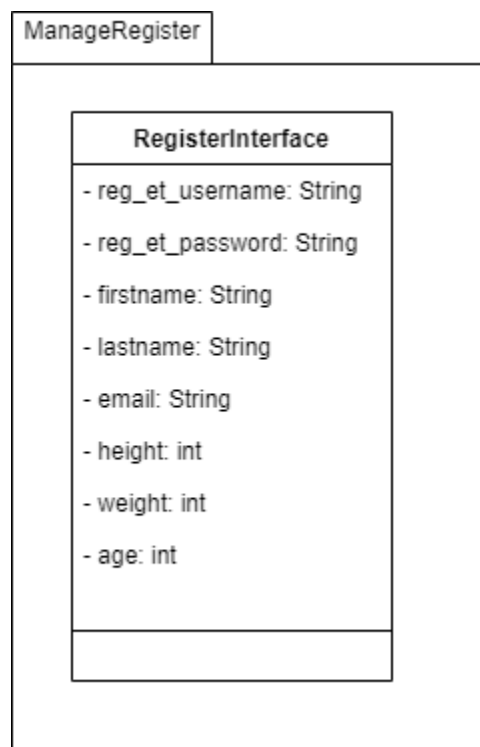 ManageRegister
RegisterInterface
- reg_et_username: String
- reg_et_password: String
- firstname: String
- lastname: String
- email: String
- height: int
- weight: int
- age: int